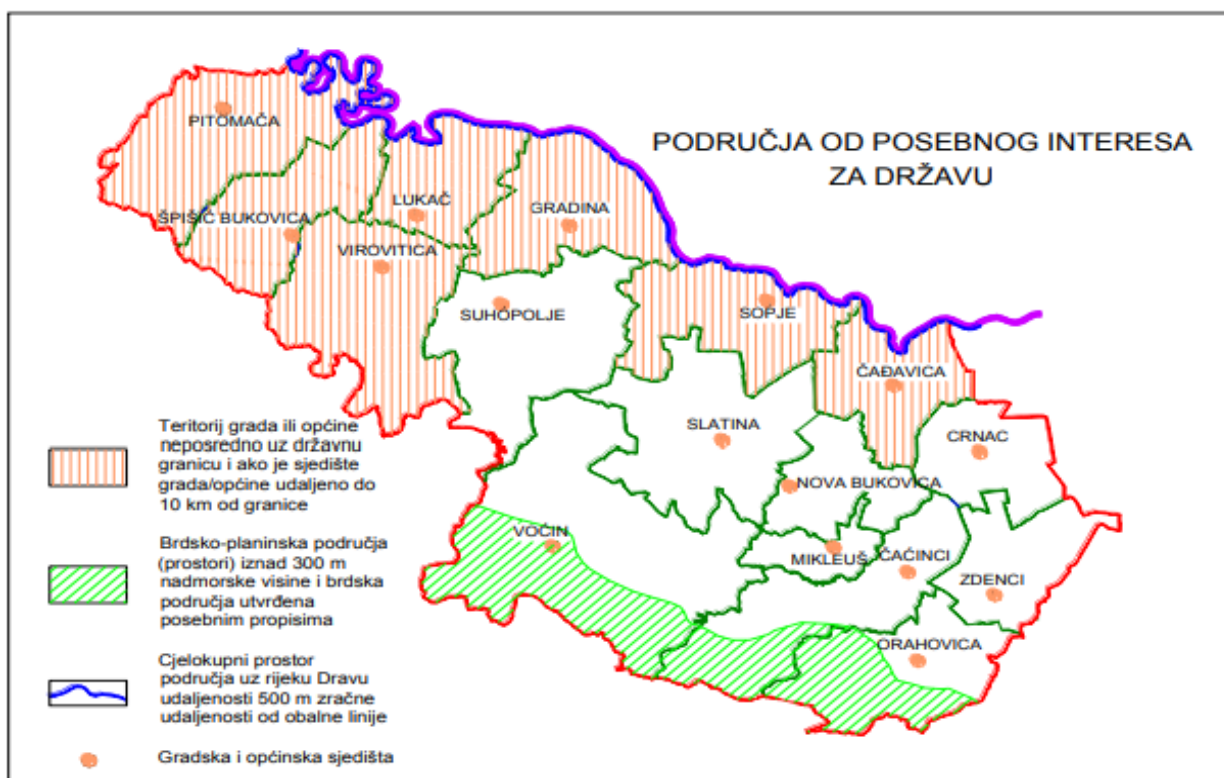 PODRUČJA OD POSEBNOG INTERESA
ZA DRŽAVU
PITOMAČA
ŠPIŠIĆ BUKOVICA
LUKAČ
GRADINA
VIROVITICA
SUHOPOLJE
SOPJE
ČAĐAVICA
SLATINA
CRNAC
NOVA BUKOVICA
VOĆIN
MIKLEUŠ
ČAČINCI
ZDENCI
ORAHOVICA
Teritorij grada ili općine
neposredno uz državnu
granicu i ako je sjedište
grada/općine udaljeno do
10 km od granice
Brdsko-planinska područja
(prostori) iznad 300 m
nadmorske visine i brdska
područja utvrđena
posebnim propisima
Cjelokupni prostor
područja uz rijeku Dravu
udaljenosti 500 m zračne
udaljenosti od obalne linije
Gradska i općinska sjedišta